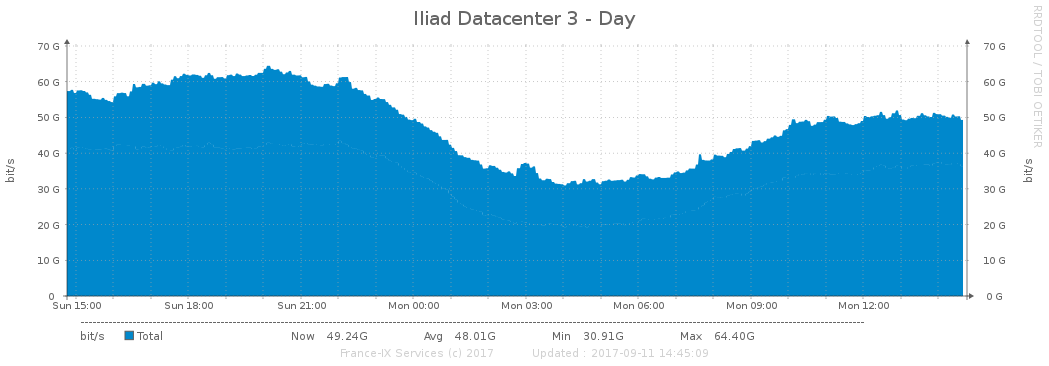 Iliad Datacenter 3 - Day
RRDTOOL / TOBI OETIKER
bit/s
bit/s
70 G 70 G
60 G 60 G
50 G 50 G
40 G 40 G
30 G 30 G
20 G 20 G
10 G 10 G
0 0 G
Sun 15:00 Sun 18:00 Sun 21:00 Mon 00:00 Mon 03:00 Mon 06:00 Mon 09:00 Mon 12:00
bit/s Total Now 49.24G Avg 48.01G Min 30.91G Max 64.40G
France-IX Services (c) 2017 Updated : 2017-09-11 14:45:09